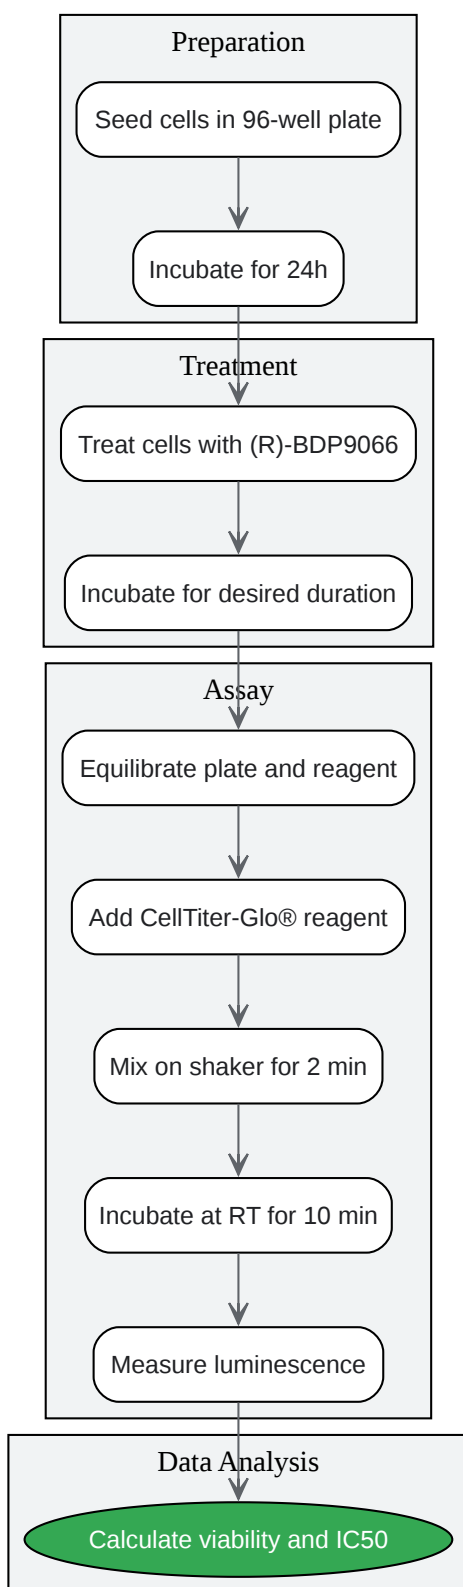 Preparation
Seed cells in 96-well plate
Incubate for 24h
Treatment
Treat cells with (R)-BDP9066
Incubate for desired duration
Assay
Equilibrate plate and reagent
Add CellTiter-Glo® reagent
Mix on shaker for 2 min
Incubate at RT for 10 min
Measure luminescence
Data Analysis
Calculate viability and IC50